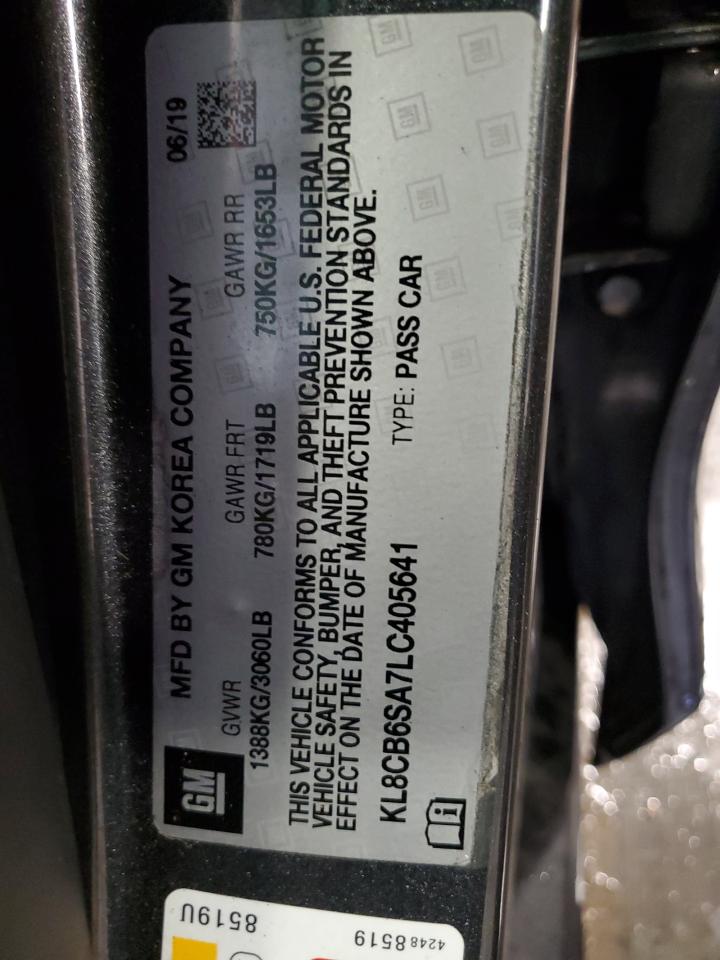 GM
MFD BY GM KOREA COMPANY 06/19
GVWR GAWR FRT GAWR RR
1388KG/3060LB 780KG/1719LB 750KG/1653LB
THIS VEHICLE CONFORMS TO ALL APPLICABLE U.S. FEDERAL MOTOR
VEHICLE SAFETY, BUMPER, AND THEFT PREVENTION STANDARDS IN
EFFECT ON THE DATE OF MANUFACTURE SHOWN ABOVE.
KL8CB6SA7LC405641 TYPE: PASS CAR
8519U
42488519